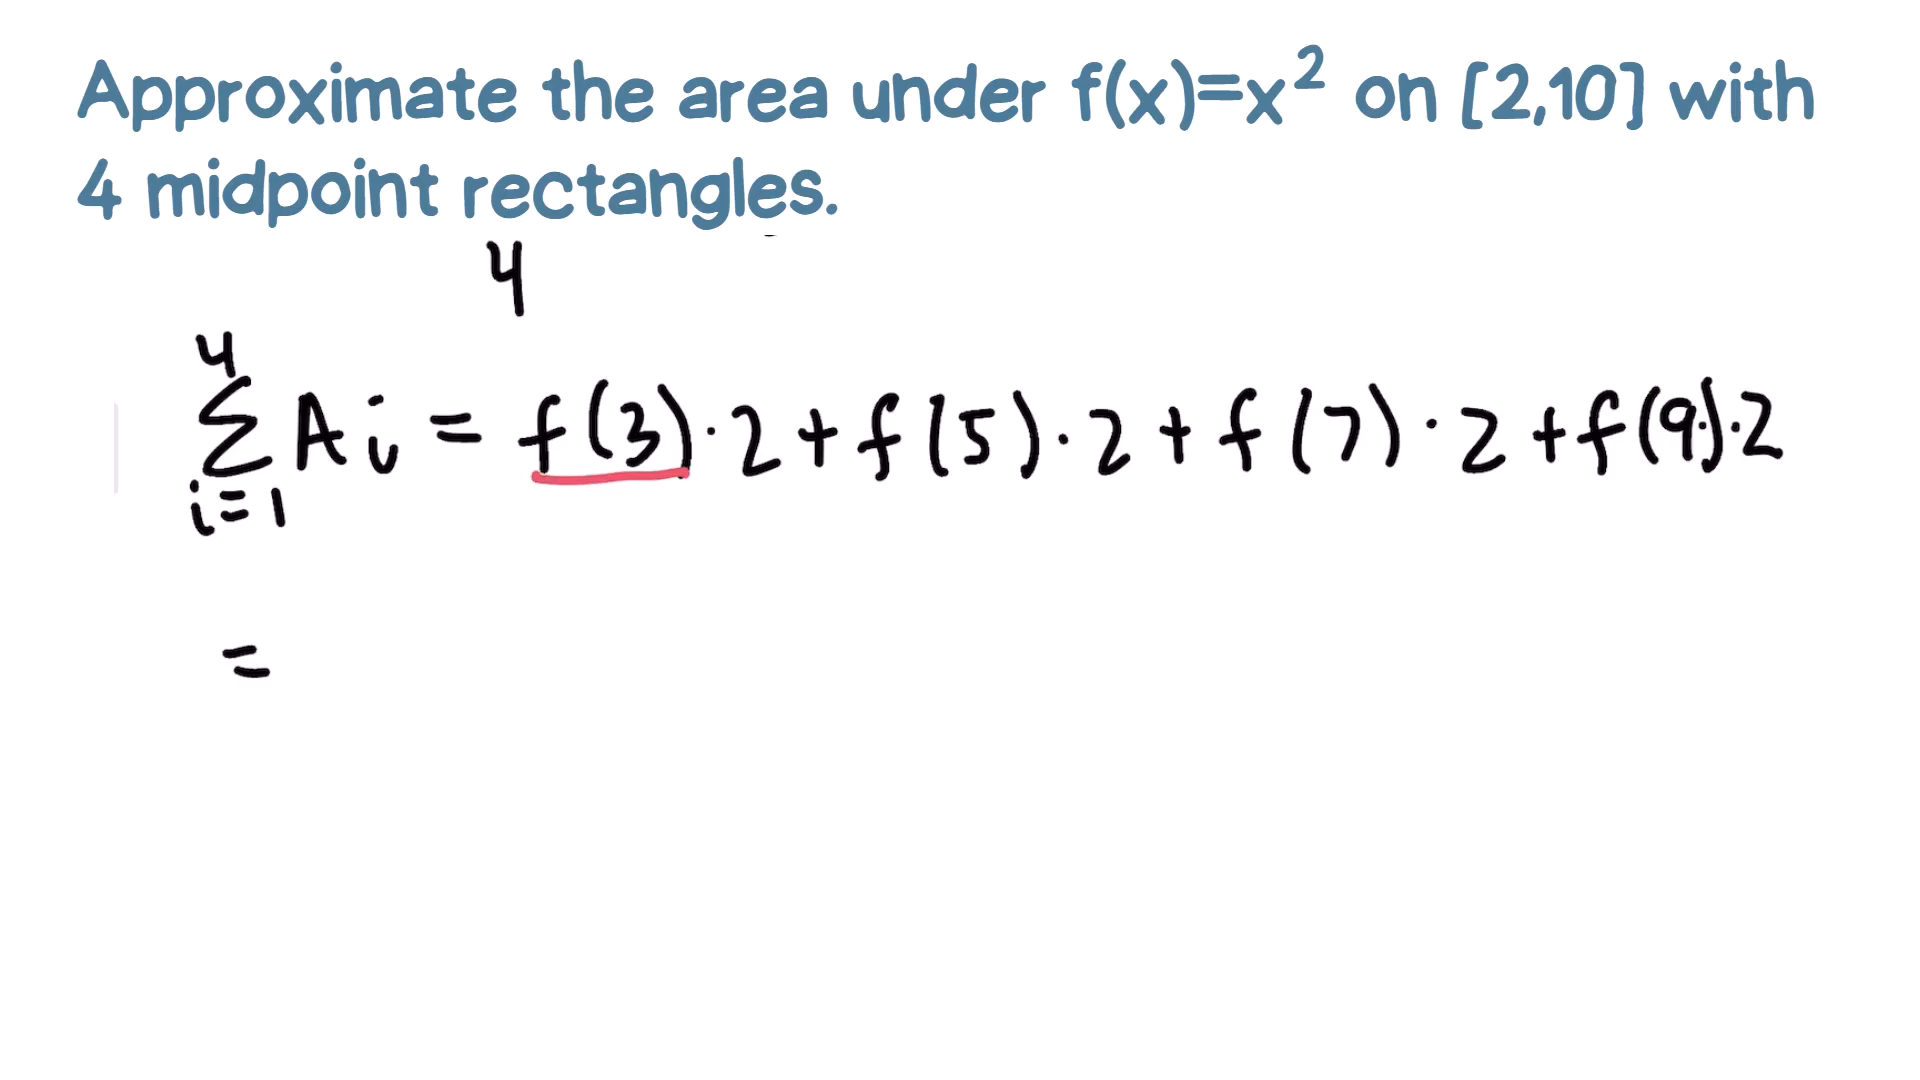 Approximate the area under f(x)=x² on [2,10] with
4 midpoint rectangles.
4
4
Σ Ai = f(3)·2+f(5)·2+f(7)·2+f(9)·2
i=1
=